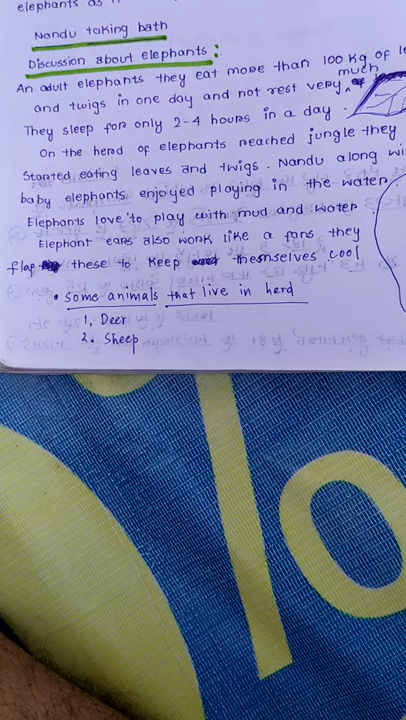 elephants as
Nandu taking bath
Discussion about elephants :
An adult elephants they eat more than 100 Kg of
and twigs in one day and not rest very much
They sleep for only 2-4 hours in a day.
On the herd of elephants reached jungle they
Started eating leaves and twigs. Nandu along
baby elephants enjoyed playing in the water
Elephants love to play with mud and water.
Elephant ears also work like a fans they
flap these to keep themselves cool
• Some animals that live in herd
1. Deer
2. Sheep
%